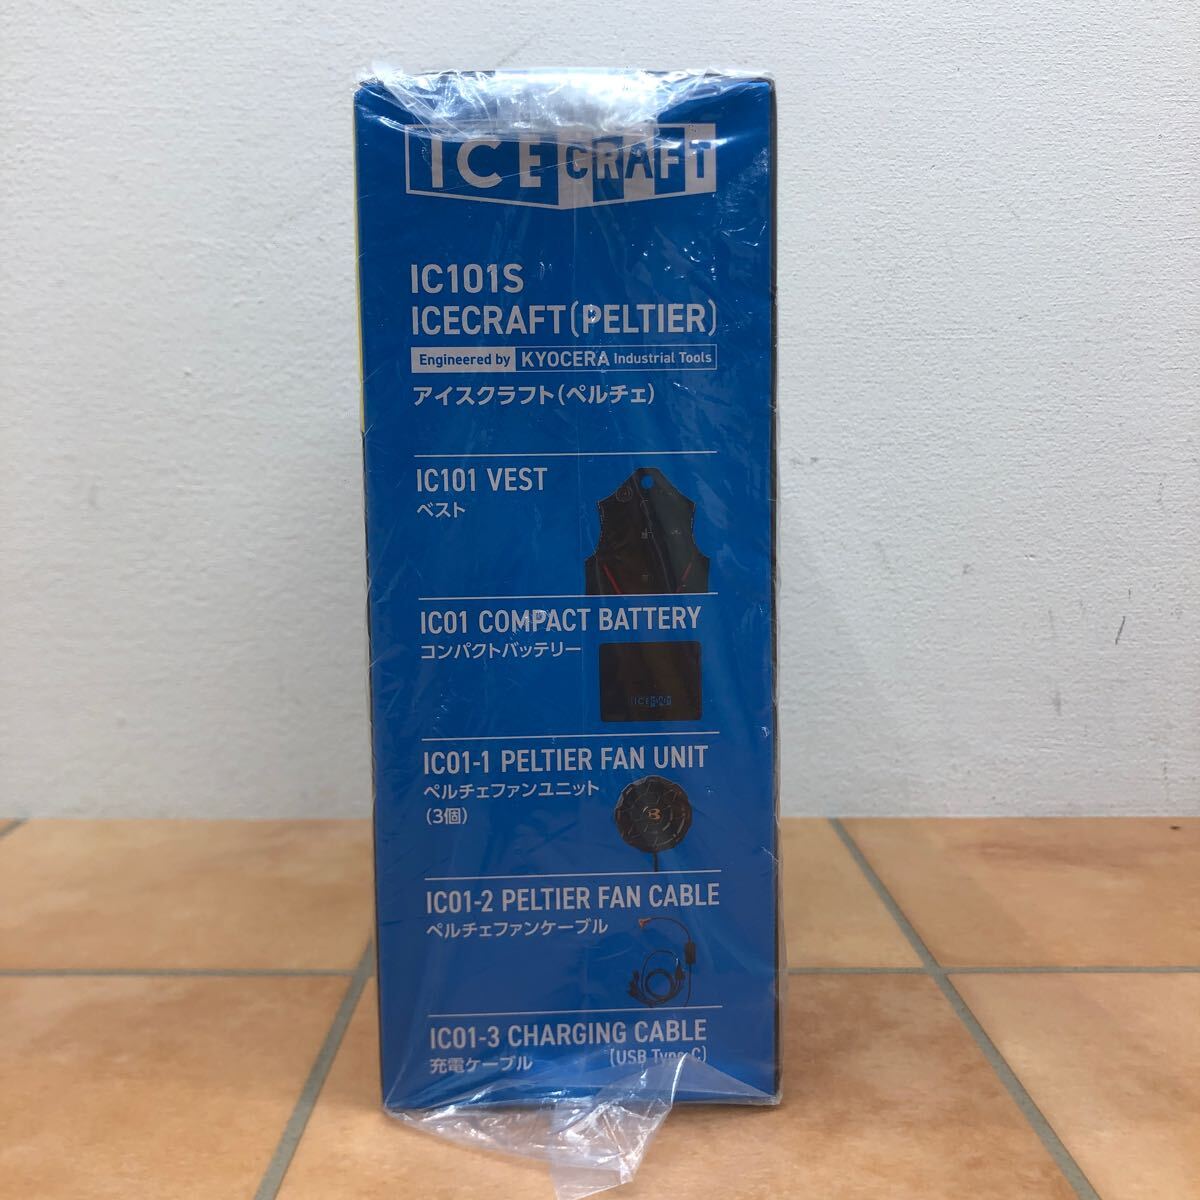 ICECRAFT
IC101S
ICECRAFT(PELTIER)
Engineered by KYOCERA Industrial Tools
アイスクラフト(ペルチェ)
IC101 VEST
ベスト
IC01 COMPACT BATTERY
コンパクトバッテリー
ICECRAFT
IC01-1 PELTIER FAN UNIT
ペルチェファンユニット
(3個)
B
IC01-2 PELTIER FAN CABLE
ペルチェファンケーブル
IC01-3 CHARGING CABLE
充電ケーブル (USB Type-C)